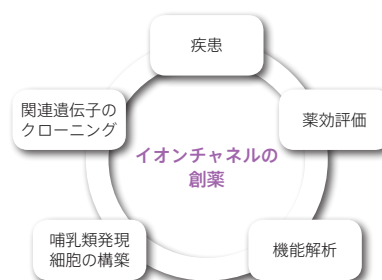 疾患
関連遺伝子の
クローニング
薬効評価
イオンチャネルの
創薬
哺乳類発現
細胞の構築
機能解析